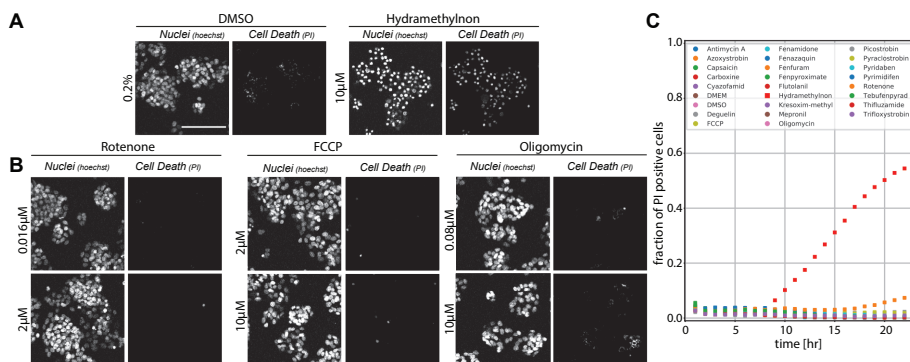 A
DMSO
Nuclei (hoechst) Cell Death (PI)
0.2%
Hydramethylnon
Nuclei (hoechst) Cell Death (PI)
10µM
B
Rotenone
Nuclei (hoechst) Cell Death (PI)
0.016µM
2µM
FCCP
Nuclei (hoechst) Cell Death (PI)
2µM
10µM
Oligomycin
Nuclei (hoechst) Cell Death (PI)
0.08µM
10µM
C
1.0
0.8
0.6
0.4
0.2
0.0
fraction of PI positive cells
Antimycin A
Azoxystrobin
Capsaicin
Carboxine
Cyazofamid
DMEM
DMSO
Deguelin
FCCP
Fenamidone
Fenazaquin
Fenfuram
Fenpyroximate
Flutolanil
Hydramethylnon
Kresoxim-methyl
Mepronil
Oligomycin
Picostrobin
Pyraclostrobin
Pyridaben
Pyrimidifen
Rotenone
Tebufenpyrad
Thifluzamide
Trifloxystrobin
0 5 10 15 20
time [hr]